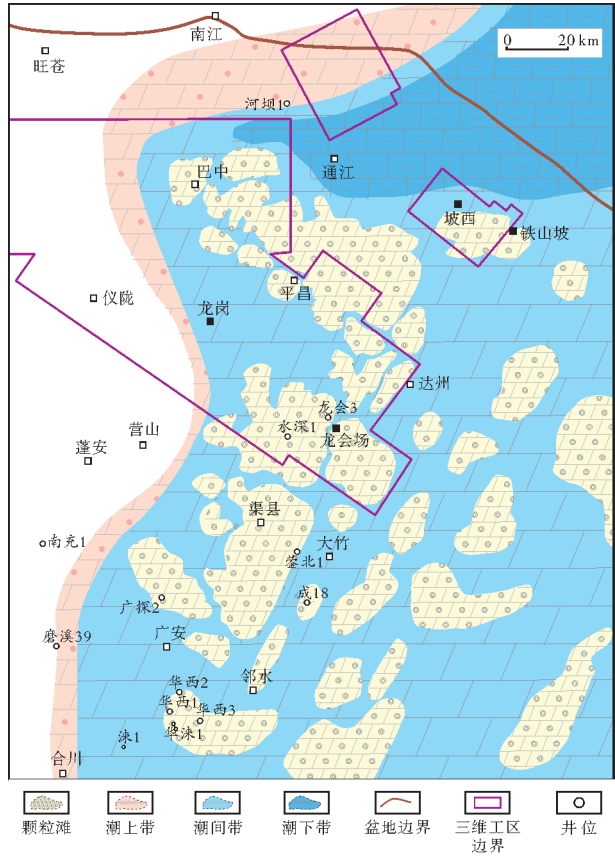 南江
旺苍
0 20 km
河坝1
通江
巴中
坡西
铁山坡
平昌
仪陇
龙岗
达州
龙会3
水深1
龙会场
营山
蓬安
渠县
南充1
大竹
蓥北1
广探2
成18
磨溪39
广安
邻水
华西2
华西1
华西3
华涞1
涞1
合川
颗粒滩
潮上带
潮间带
潮下带
盆地边界
三维工区
边界
井位